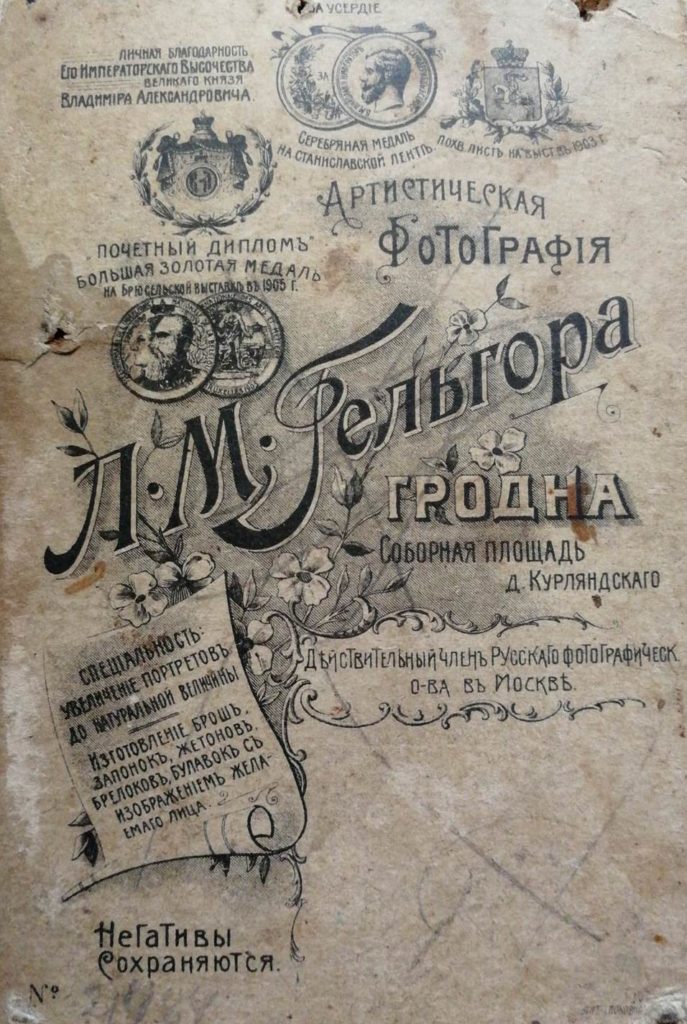 ЗА УСЕРДІЕ
ЛИЧНАЯ БЛАГОДАРНОСТЬ
ЕГО ИМПЕРАТОРСКАГО ВЫСОЧЕСТВА
ВЕЛИКАГО КНЯЗЯ
ВЛАДИМІРА АЛЕКСАНДРОВИЧА.
ЗА
СЕРЕБРЯНАЯ МЕДАЛЬ
НА СТАНИСЛАВСКОЙ ЛЕНТѢ.
ПОХВ. ЛИСТЪ НА ВЫСТ. ВЪ 1903 Г.
АРТИСТИЧЕСКАЯ
ФОТОГРАФІЯ
„ПОЧЕТНЫЙ ДИПЛОМЪ"
БОЛЬШАЯ ЗОЛОТАЯ МЕДАЛЬ
НА БРЮСЕЛЬСКОЙ ВЫСТАВКѢ ВЪ 1905 Г.
Л. М. Гельгора
ГРОДНА
СОБОРНАЯ ПЛОЩАДЬ
Д. КУРЛЯНДСКАГО
ДѢЙСТВИТЕЛЬНЫЙ ЧЛЕНЪ РУССКАГО ФОТОГРАФИЧЕСК.
О-ВА ВЪ МОСКВѢ.
СПЕЦІАЛЬНОСТЬ:
УВЕЛИЧЕНІЕ ПОРТРЕТОВЪ
ДО НАТУРАЛЬНОЙ ВЕЛИЧИНЫ
ИЗГОТОВЛЕНІЕ БРОШЪ,
ЗАПОНОКЪ, ЖЕТОНОВЪ,
БРЕЛОКОВЪ, БУЛАВОКЪ СЪ
ИЗОБРАЖЕНІЕМЪ ЖЕЛА-
ЕМАГО ЛИЦА.
НЕГАТИВЫ
СОХРАНЯЮТСЯ.
№